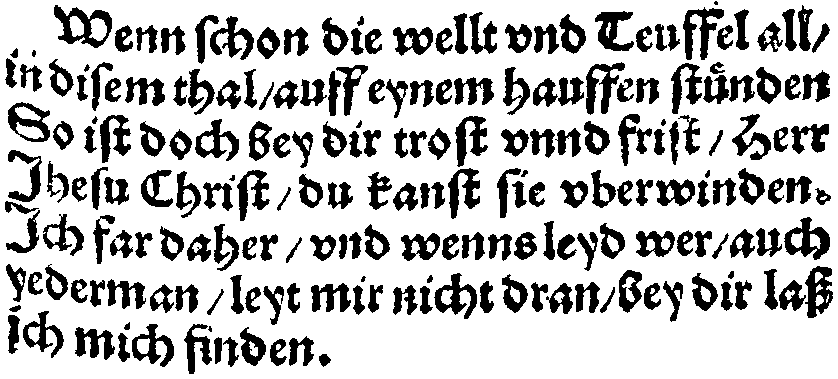 Wenn schon die wellt vnd Teuffel all/
in disem thal/auff eynem hauffen stuͤnden
So ist doch bey dir trost vnnd frist/Herr
Jhesu Christ/du kanst sie vberwinden.
Ich far daher/vnd wenns leyd wer/auch
yederman/leyt mir nicht dran/bey dir laß
ich mich finden.